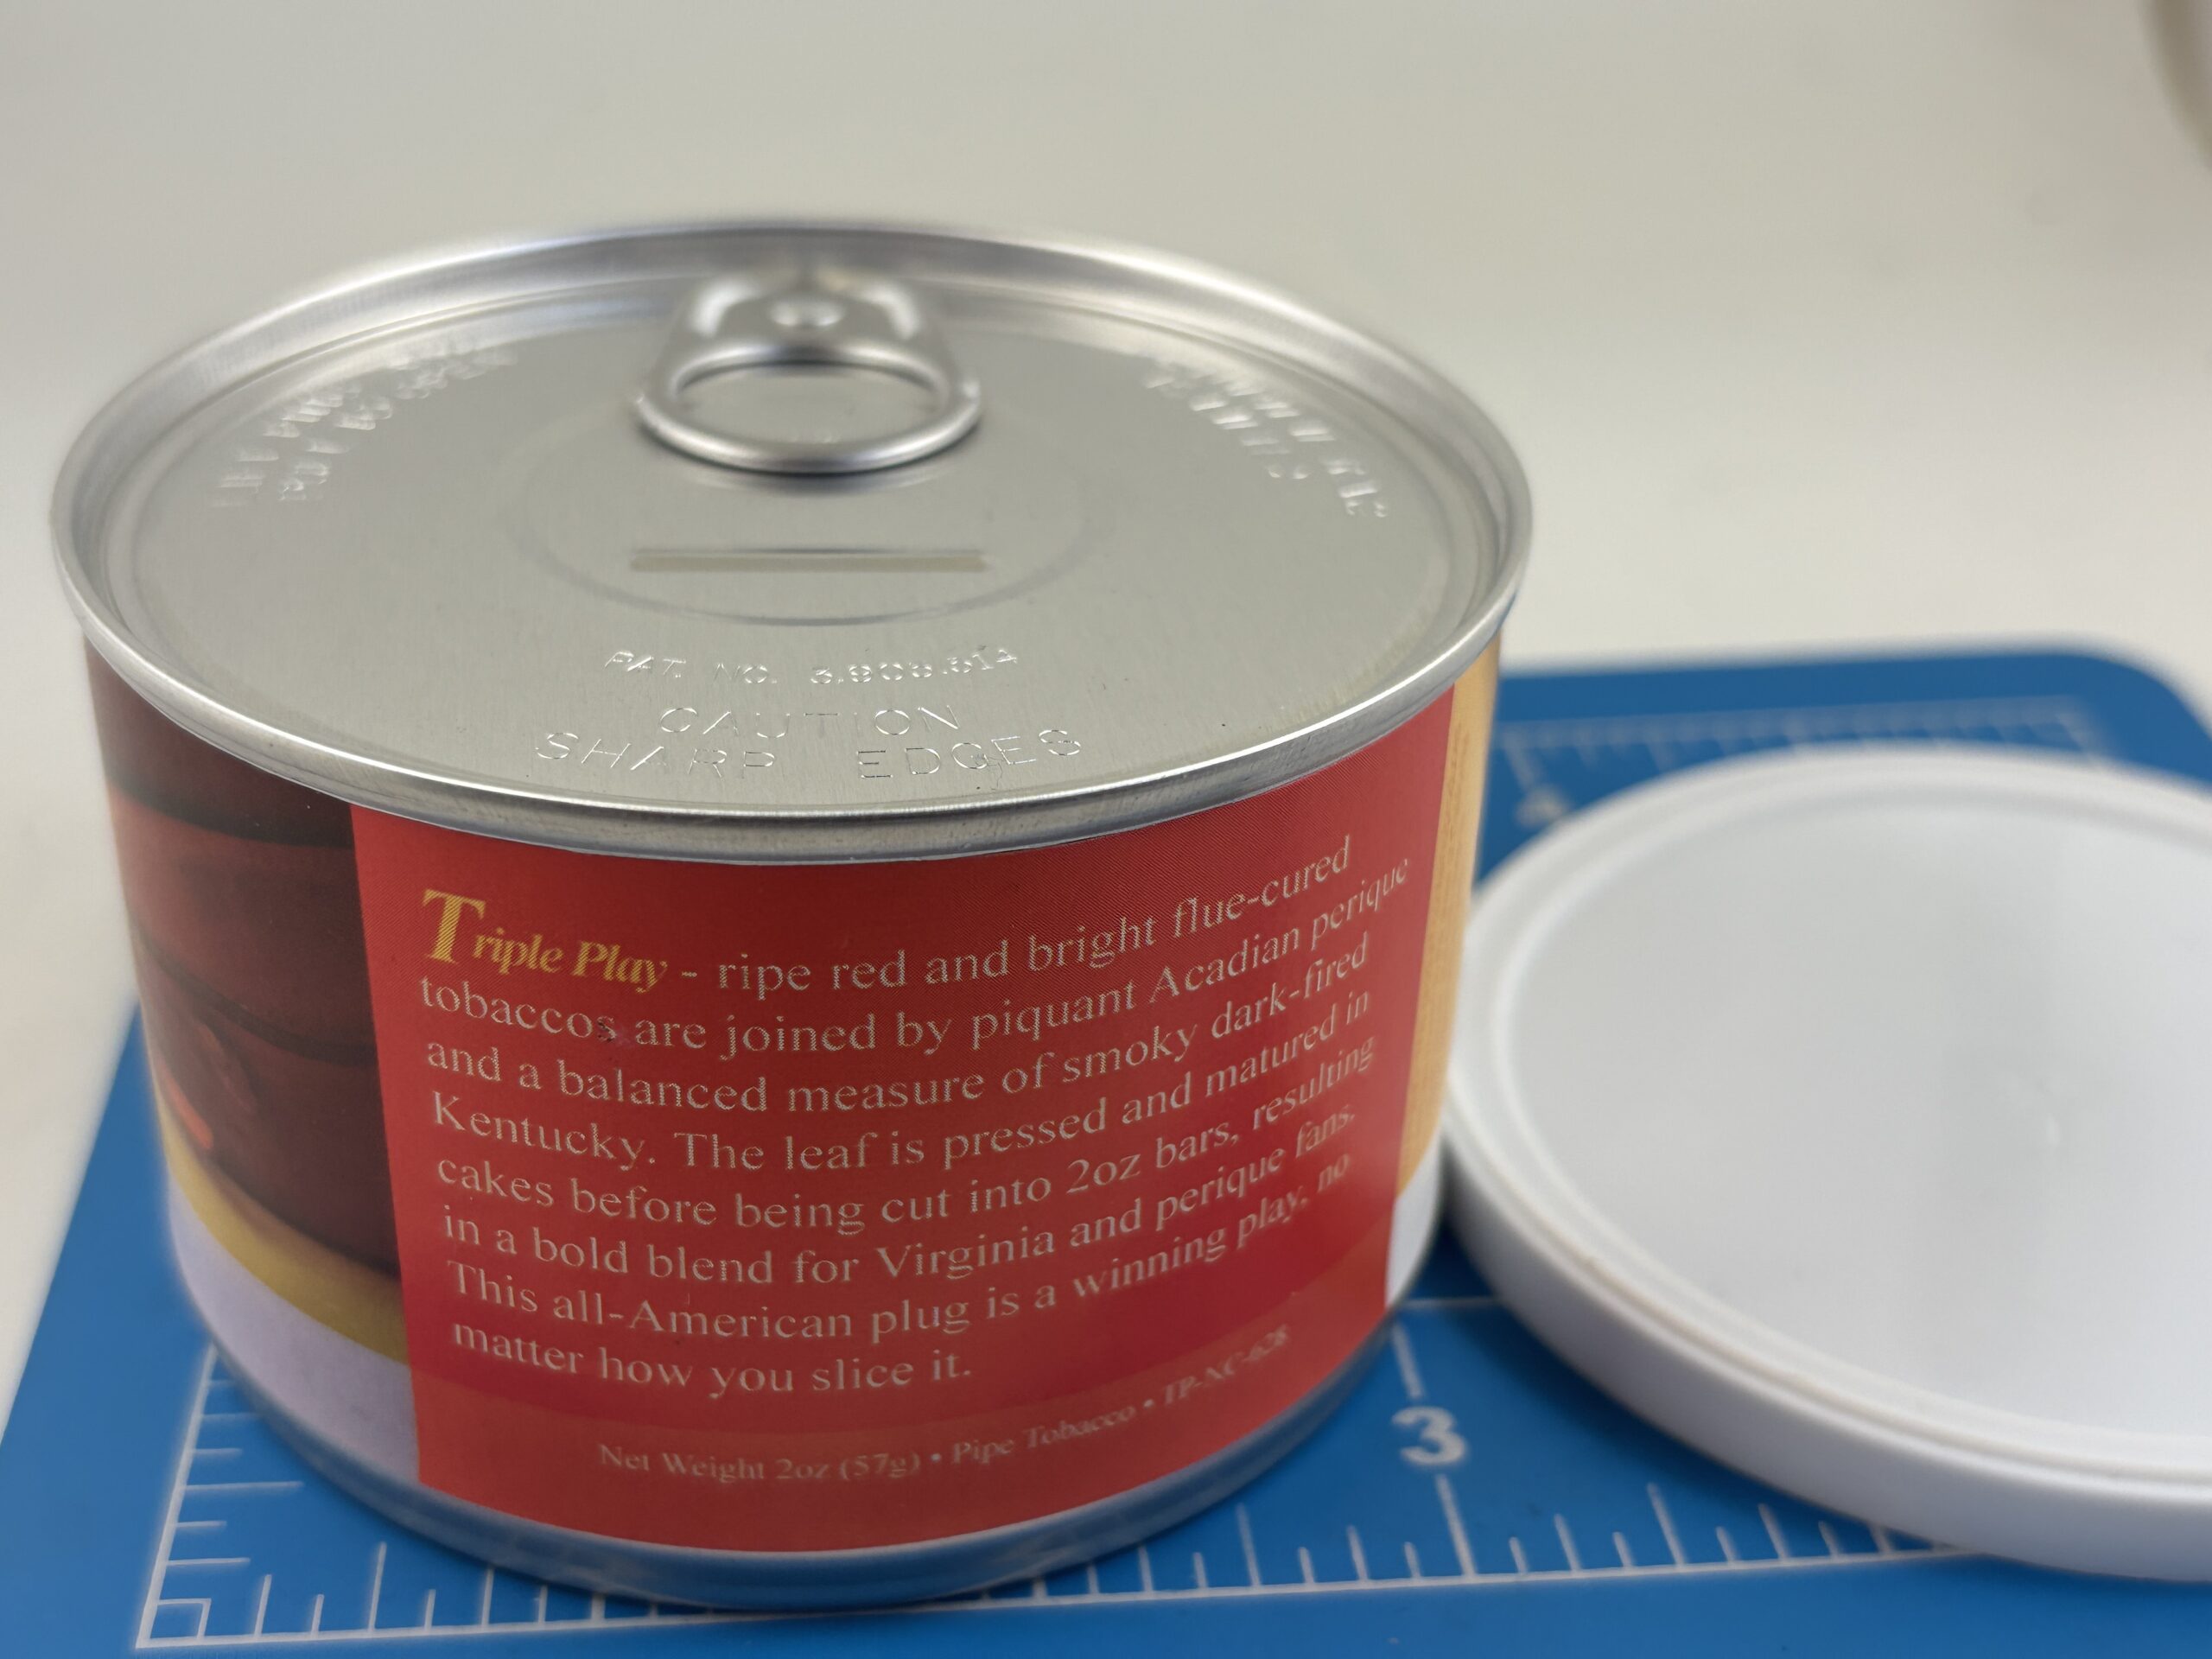 PAT. NO.
CAUTION
SHARP EDGES
Triple Play - ripe red and bright flue-cured
tobaccos are joined by piquant Acadian perique
and a balanced measure of smoky dark-fired
Kentucky. The leaf is pressed and matured in
cakes before being cut into 2oz bars, resulting
in a bold blend for Virginia and perique fans.
This all-American plug is a winning play, no
matter how you slice it.
Net Weight 2oz (57g) • Pipe Tobacco • TP-NC-628
3